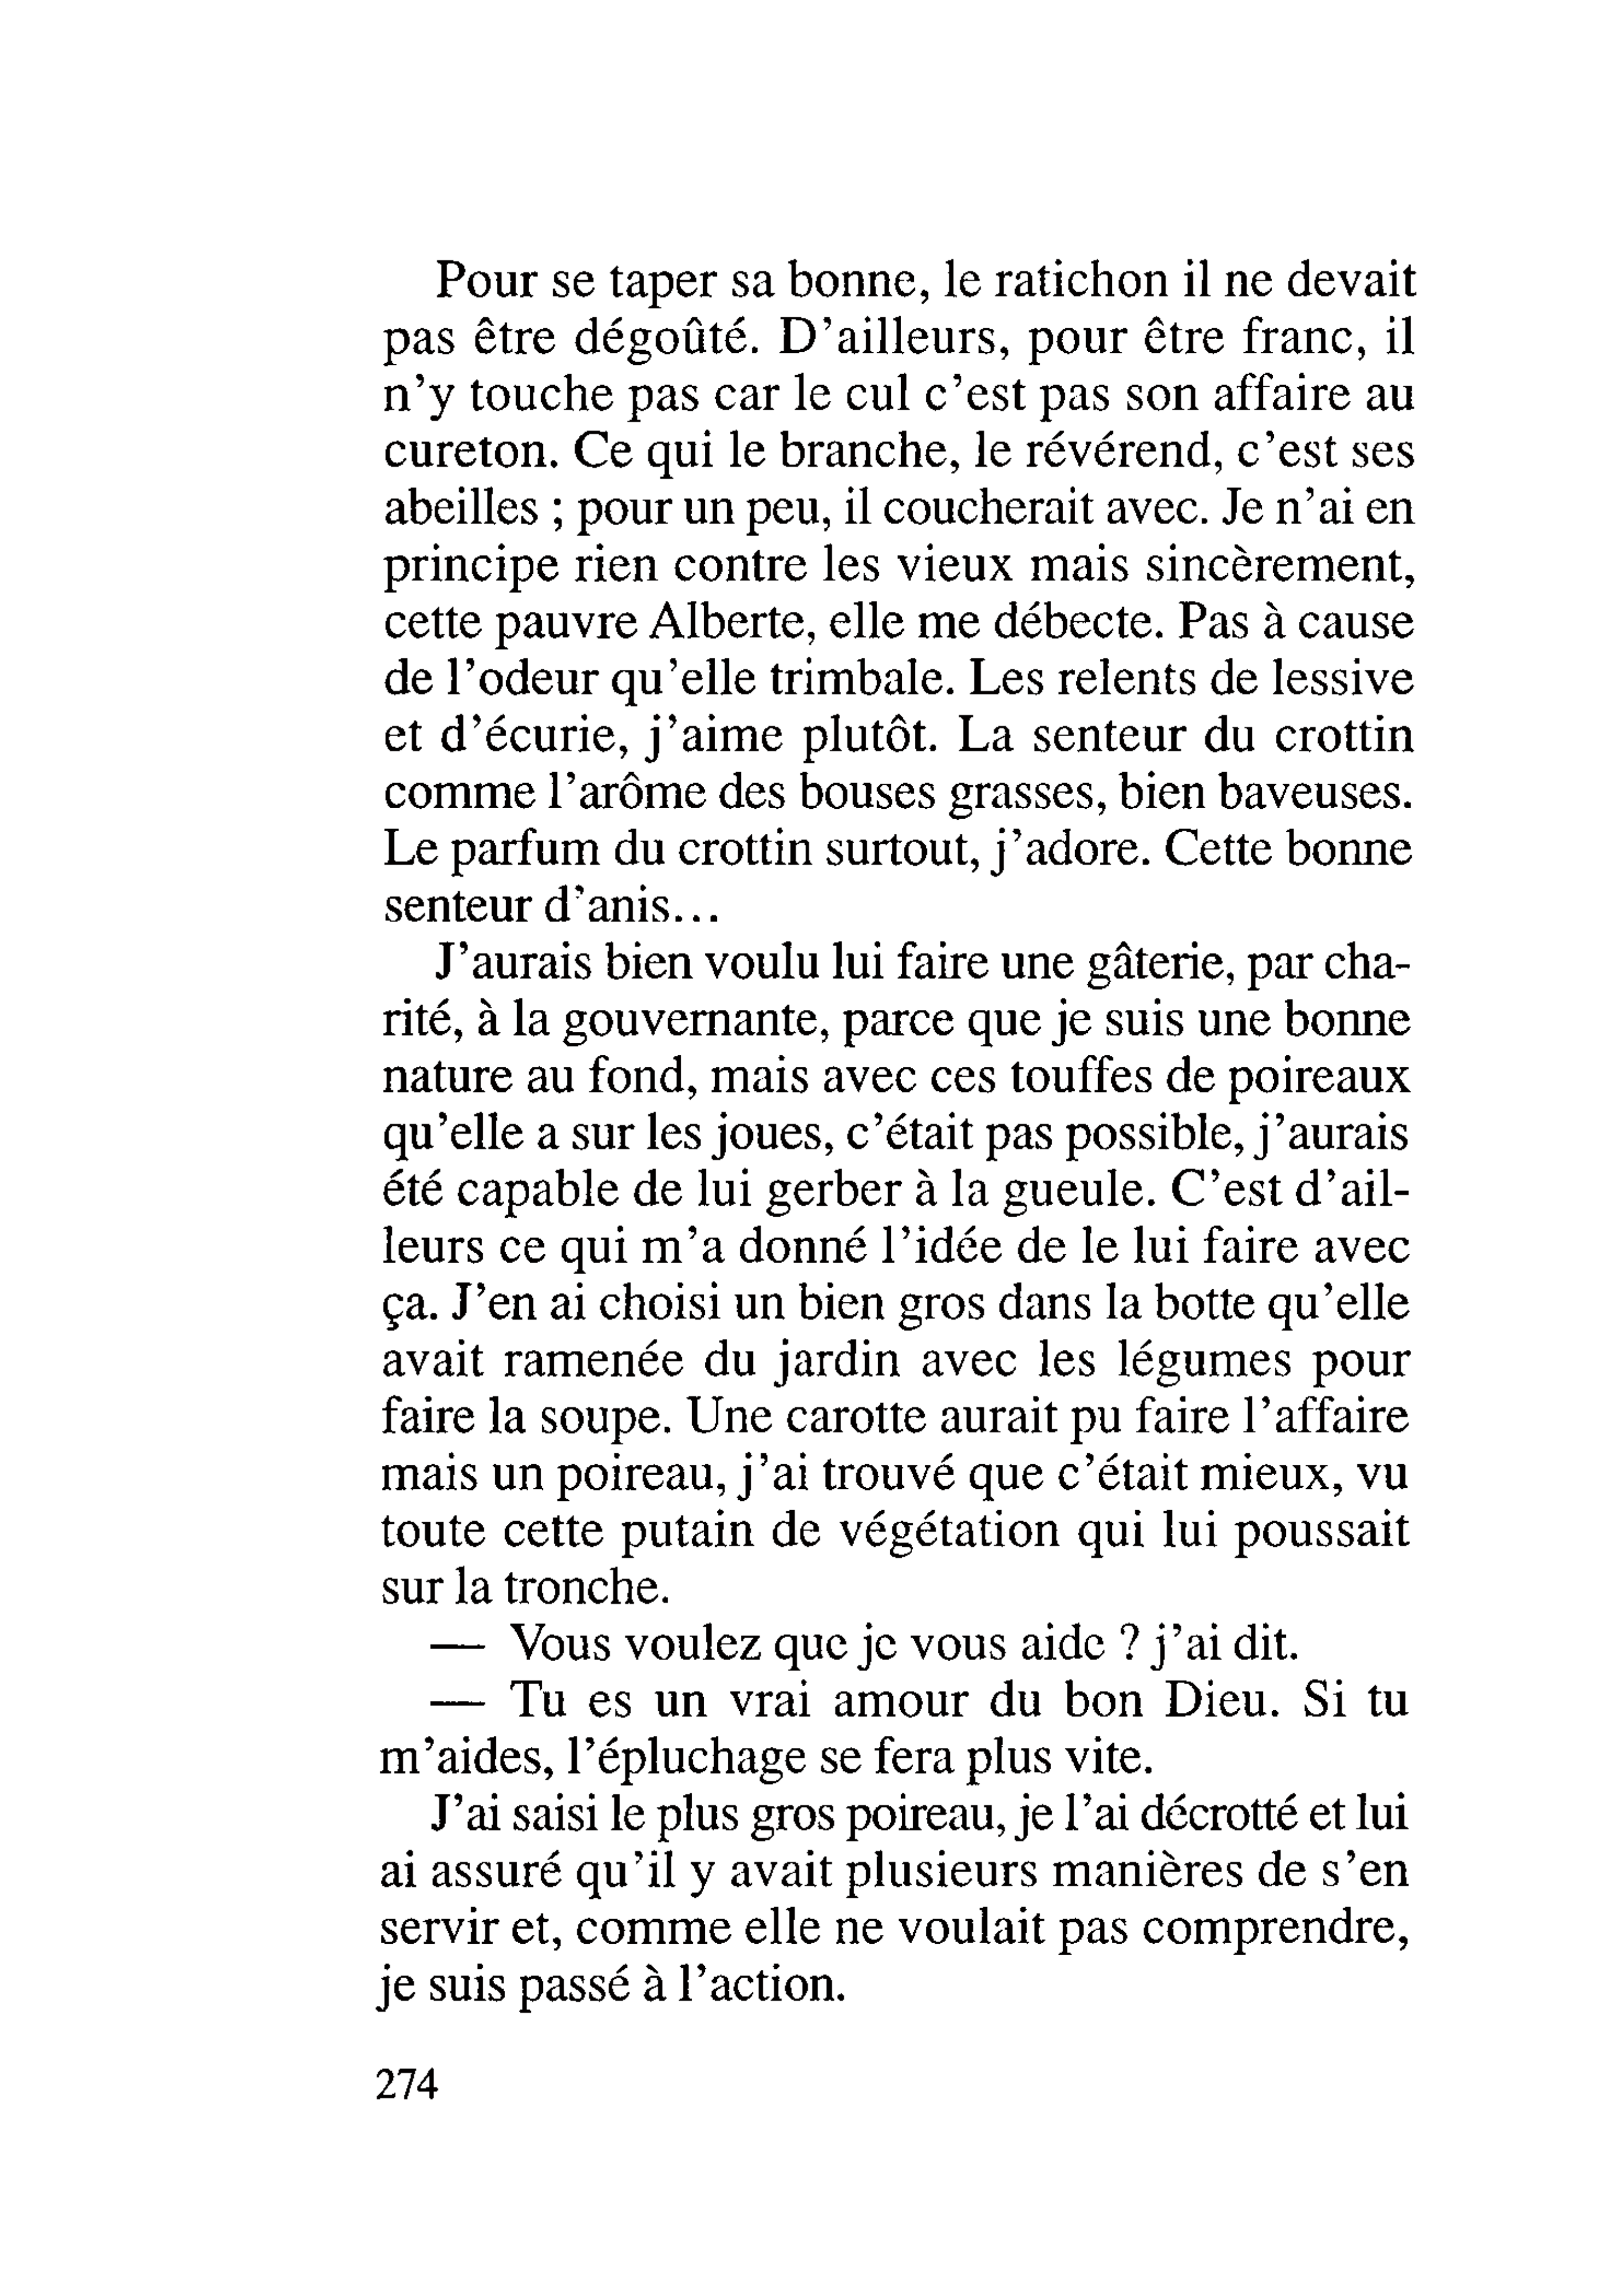 Pour se taper sa bonne, le ratichon il ne devait
pas être dégoûté. D'ailleurs, pour être franc, il
n'y touche pas car le cul c'est pas son affaire au
cureton. Ce qui le branche, le révérend, c'est ses
abeilles ; pour un peu, il coucherait avec. Je n'ai en
principe rien contre les vieux mais sincèrement,
cette pauvre Alberte, elle me débecte. Pas à cause
de l'odeur qu'elle trimbale. Les relents de lessive
et d'écurie, j'aime plutôt. La senteur du crottin
comme l'arôme des bouses grasses, bien baveuses.
Le parfum du crottin surtout, j'adore. Cette bonne
senteur d'anis...
J'aurais bien voulu lui faire une gâterie, par cha-
rité, à la gouvernante, parce que je suis une bonne
nature au fond, mais avec ces touffes de poireaux
qu'elle a sur les joues, c'était pas possible, j'aurais
été capable de lui gerber à la gueule. C'est d'ail-
leurs ce qui m'a donné l'idée de le lui faire avec
ça. J'en ai choisi un bien gros dans la botte qu'elle
avait ramenée du jardin avec les légumes pour
faire la soupe. Une carotte aurait pu faire l'affaire
mais un poireau, j'ai trouvé que c'était mieux, vu
toute cette putain de végétation qui lui poussait
sur la tronche.
— Vous voulez que je vous aide ? j'ai dit.
— Tu es un vrai amour du bon Dieu. Si tu
m'aides, l'épluchage se fera plus vite.
J'ai saisi le plus gros poireau, je l'ai décrotté et lui
ai assuré qu'il y avait plusieurs manières de s'en
servir et, comme elle ne voulait pas comprendre,
je suis passé à l'action.
274